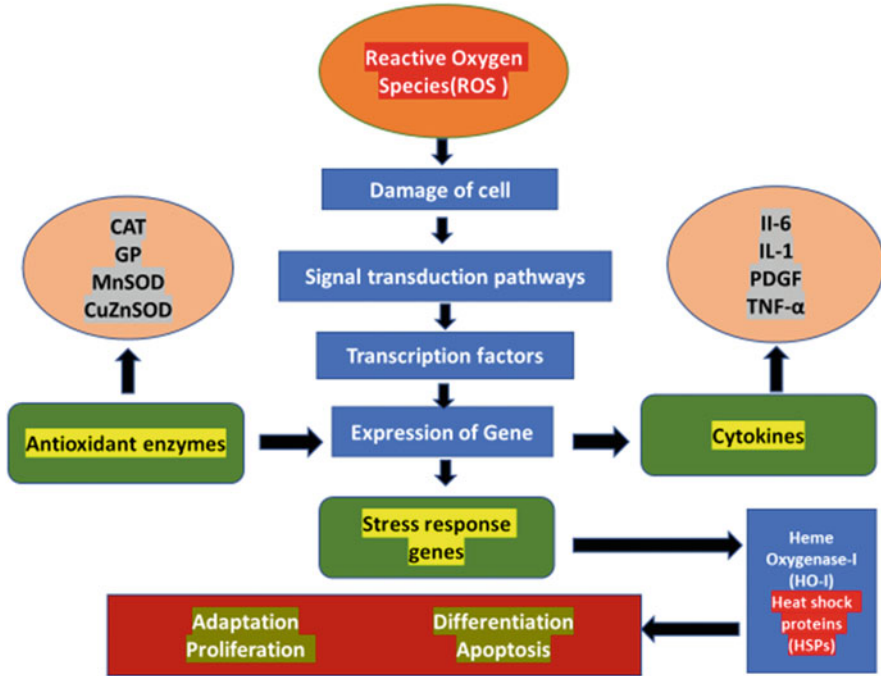 Reactive Oxygen
Species(ROS )
Damage of cell
CAT
GP
MnSOD
CuZnSOD
II-6
IL-1
PDGF
TNF-α
Signal transduction pathways
Transcription factors
Antioxidant enzymes
Expression of Gene
Cytokines
Stress response
genes
Heme
Oxygenase-I
(HO-I)
Heat shock
proteins
(HSPs)
Adaptation
Proliferation
Differentiation
Apoptosis